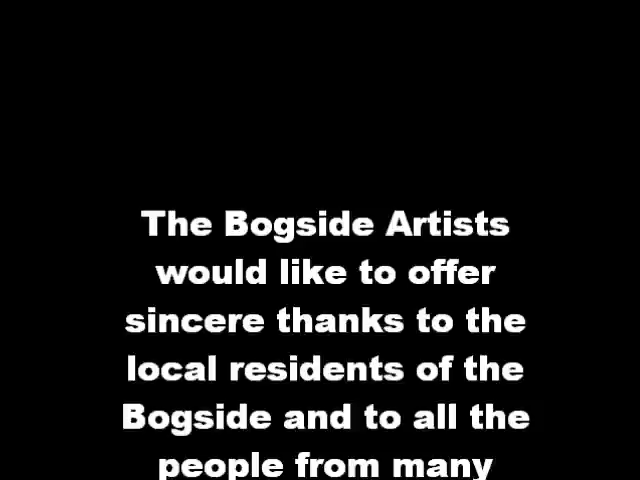 The Bogside Artists
would like to offer
sincere thanks to the
local residents of the
Bogside and to all the
people from many